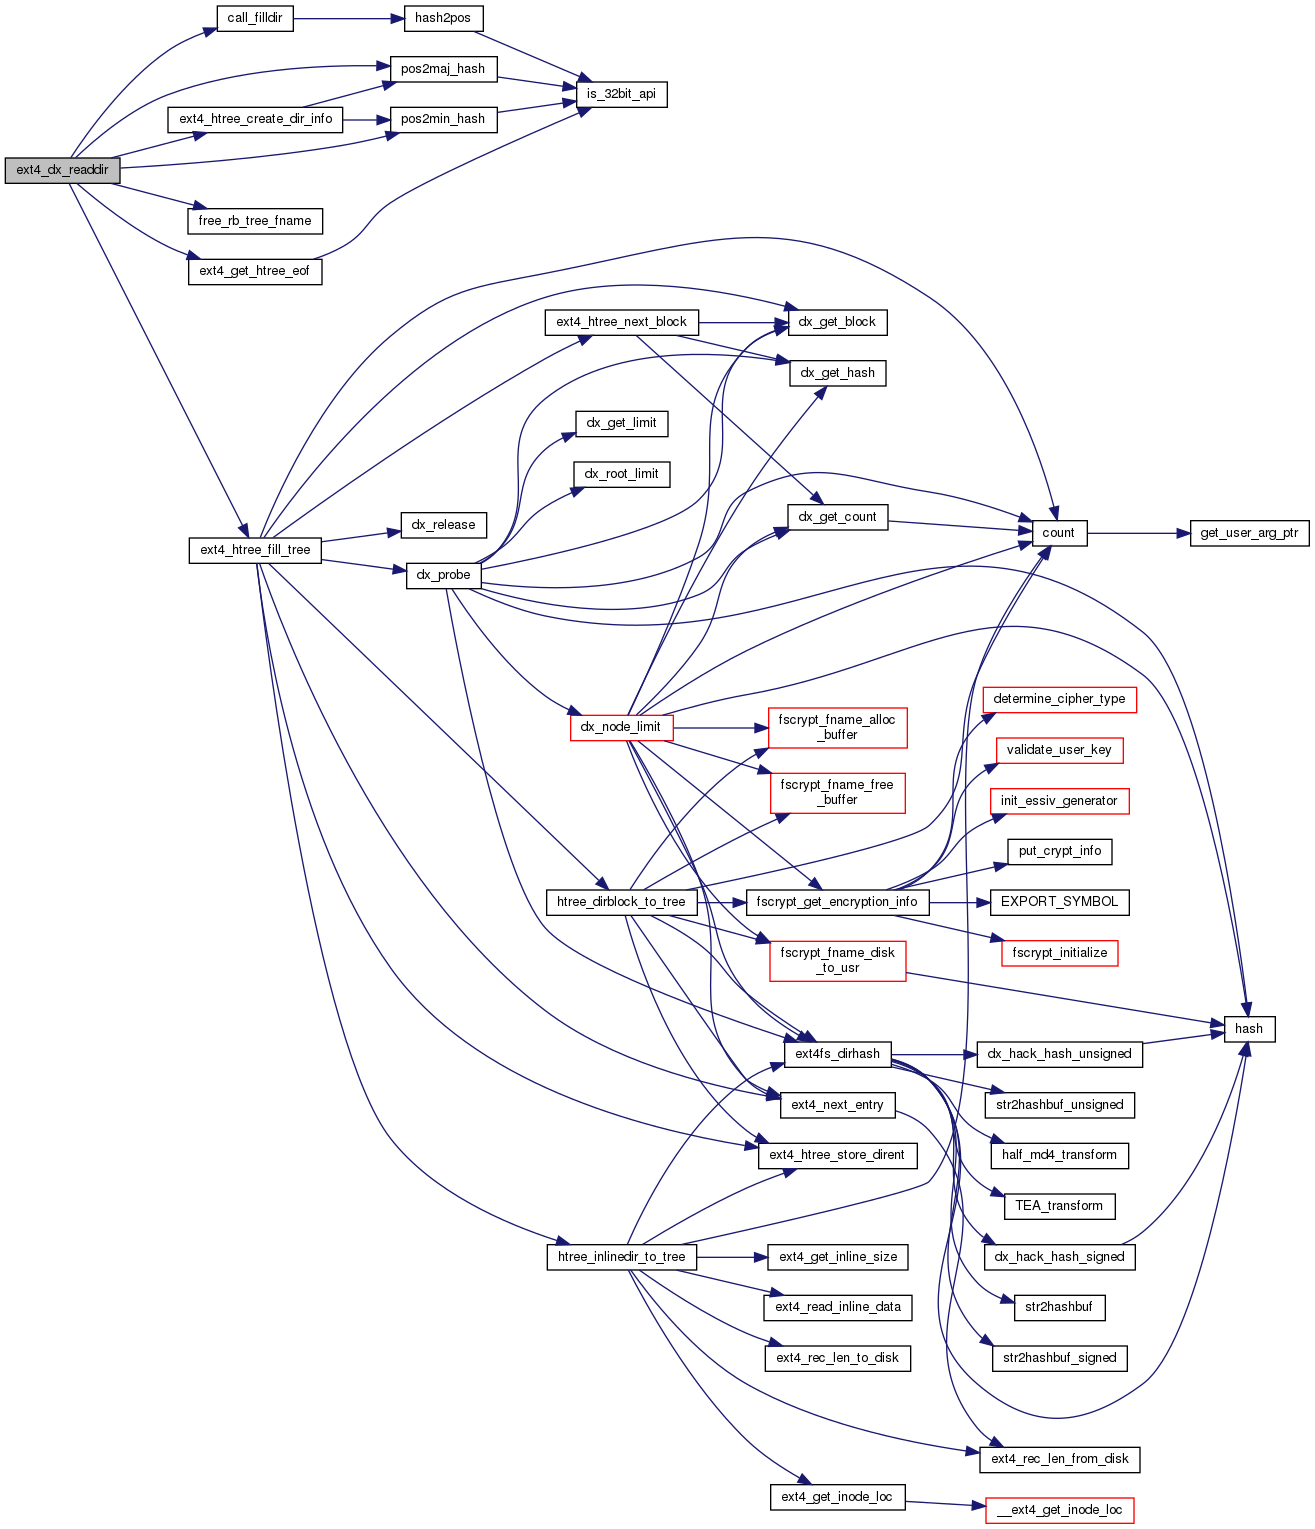 call_filldir
hash2pos
pos2maj_hash
is_32bit_api
ext4_htree_create_dir_info
pos2min_hash
ext4_dx_readdir
free_rb_tree_fname
ext4_get_htree_eof
ext4_htree_next_block
dx_get_block
dx_get_hash
dx_get_limit
dx_root_limit
dx_release
dx_get_count
count
get_user_arg_ptr
ext4_htree_fill_tree
dx_probe
determine_cipher_type
dx_node_limit
fscrypt_fname_alloc
_buffer
validate_user_key
fscrypt_fname_free
_buffer
init_essiv_generator
put_crypt_info
htree_dirblock_to_tree
fscrypt_get_encryption_info
EXPORT_SYMBOL
fscrypt_fname_disk
_to_usr
fscrypt_initialize
hash
ext4fs_dirhash
dx_hack_hash_unsigned
ext4_next_entry
str2hashbuf_unsigned
ext4_htree_store_dirent
half_md4_transform
TEA_transform
htree_inlinedir_to_tree
ext4_get_inline_size
dx_hack_hash_signed
ext4_read_inline_data
str2hashbuf
ext4_rec_len_to_disk
str2hashbuf_signed
ext4_rec_len_from_disk
ext4_get_inode_loc
__ext4_get_inode_loc